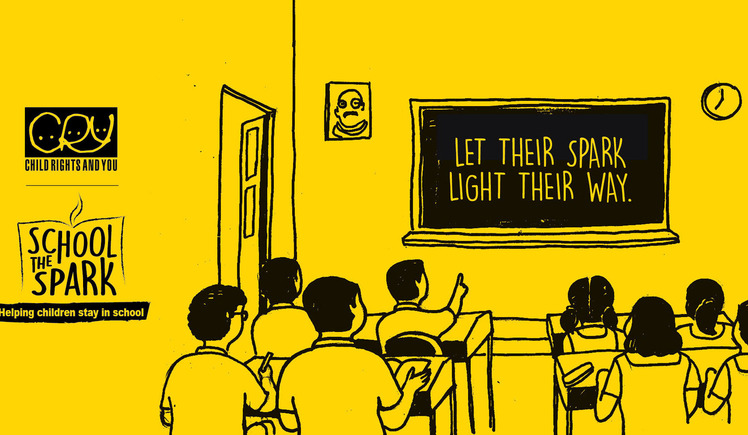 CRY
CHILD RIGHTS AND YOU
SCHOOL
THE
SPARK
Helping children stay in school
LET THEIR SPARK
LIGHT THEIR WAY.